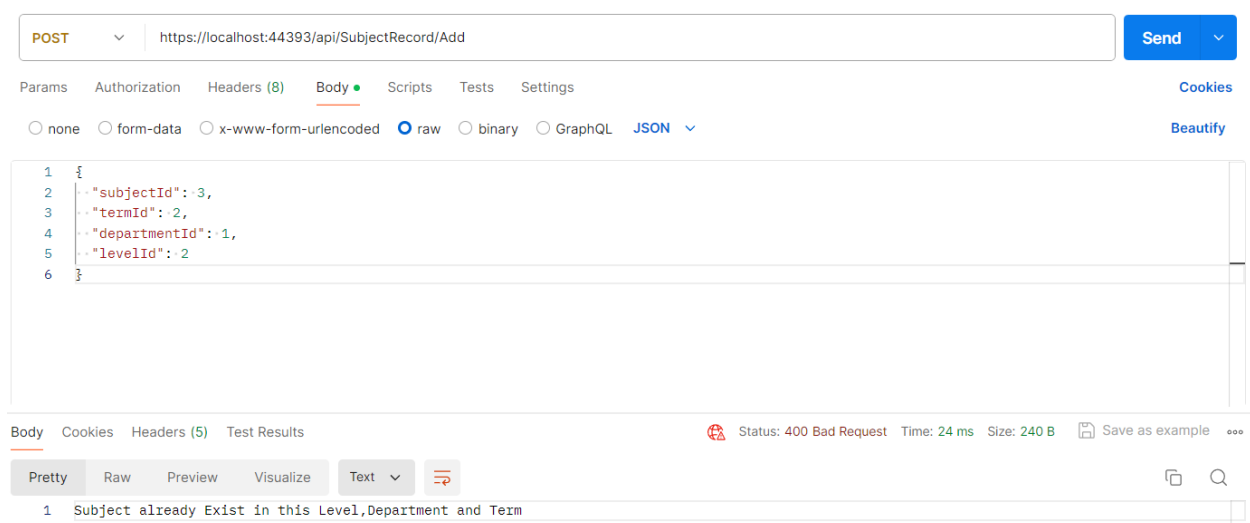 POST https://localhost:44393/api/SubjectRecord/Add Send
Params Authorization Headers (8) Body Scripts Tests Settings Cookies
none form-data x-www-form-urlencoded raw binary GraphQL JSON Beautify
1 {
2 "subjectId": 3,
3 "termId": 2,
4 "departmentId": 1,
5 "levelId": 2
6 }
Body Cookies Headers (5) Test Results Status: 400 Bad Request Time: 24 ms Size: 240 B Save as example
Pretty Raw Preview Visualize Text
1 Subject already Exist in this Level,Department and Term